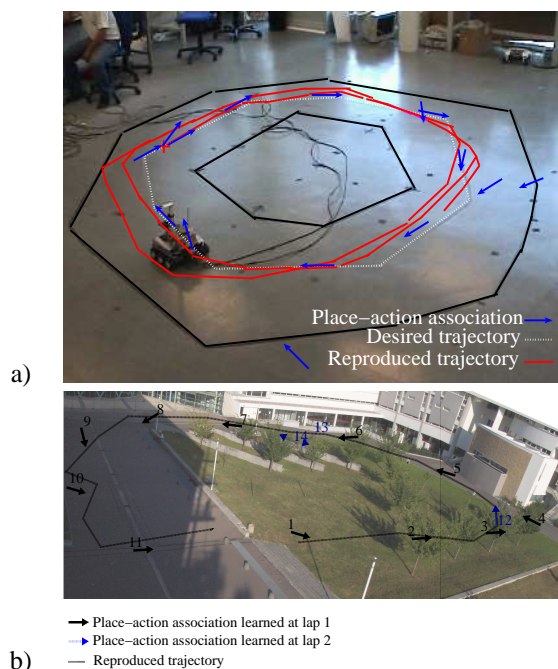 Place-action association
Desired trajectory
Reproduced trajectory
a)
9
8
7
13
14
6
5
10
11
1
2
3
12
4
Place-action association learned at lap 1
Place-action association learned at lap 2
b)
Reproduced trajectory